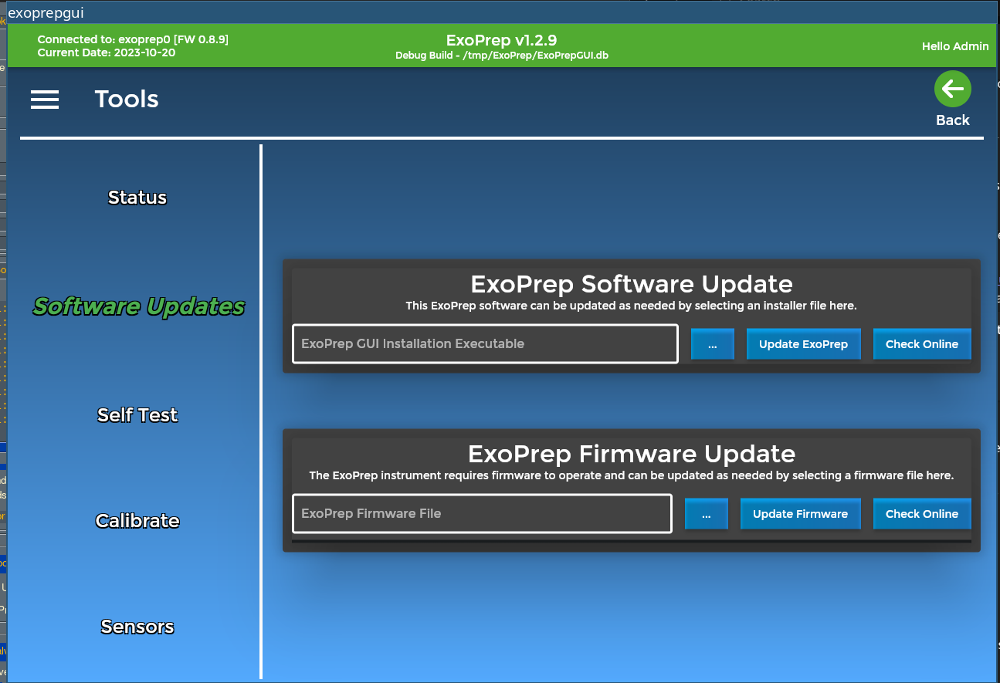 exoprepgui
Connected to: exoprep0 [FW 0.8.9]
Current Date: 2023-10-20
ExoPrep v1.2.9
Debug Build - /tmp/ExoPrep/ExoPrepGUI.db
Hello Admin
Tools
Back
Status
Software Updates
Self Test
Calibrate
Sensors
ExoPrep Software Update
This ExoPrep software can be updated as needed by selecting an installer file here.
ExoPrep GUI Installation Executable
...
Update ExoPrep
Check Online
ExoPrep Firmware Update
The ExoPrep instrument requires firmware to operate and can be updated as needed by selecting a firmware file here.
ExoPrep Firmware File
...
Update Firmware
Check Online